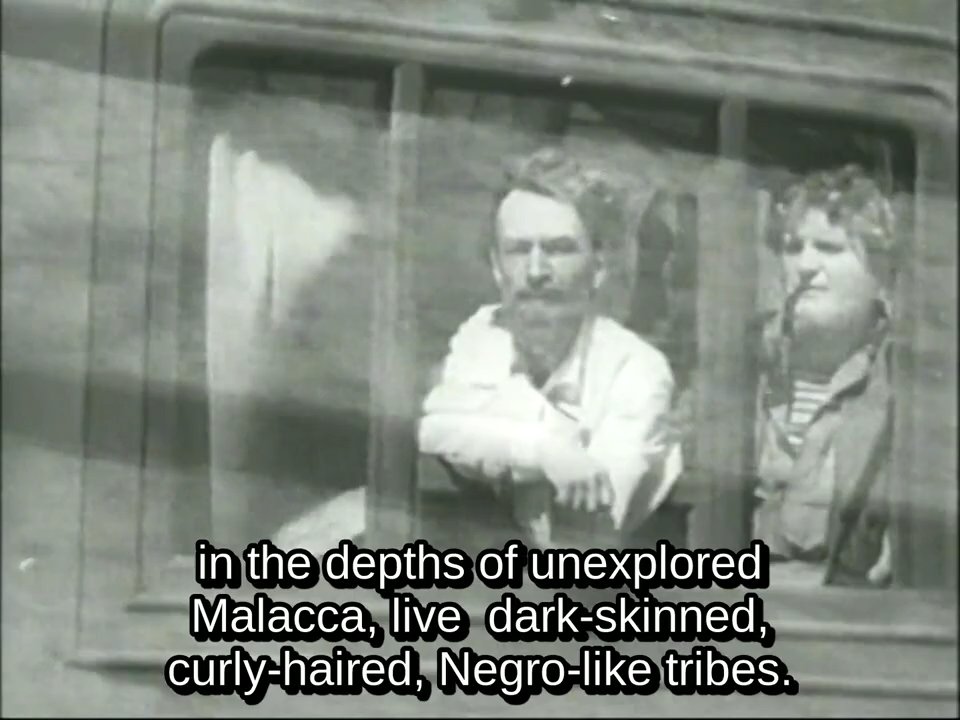 in the depths of unexplored
Malacca, live dark-skinned,
curly-haired, Negro-like tribes.